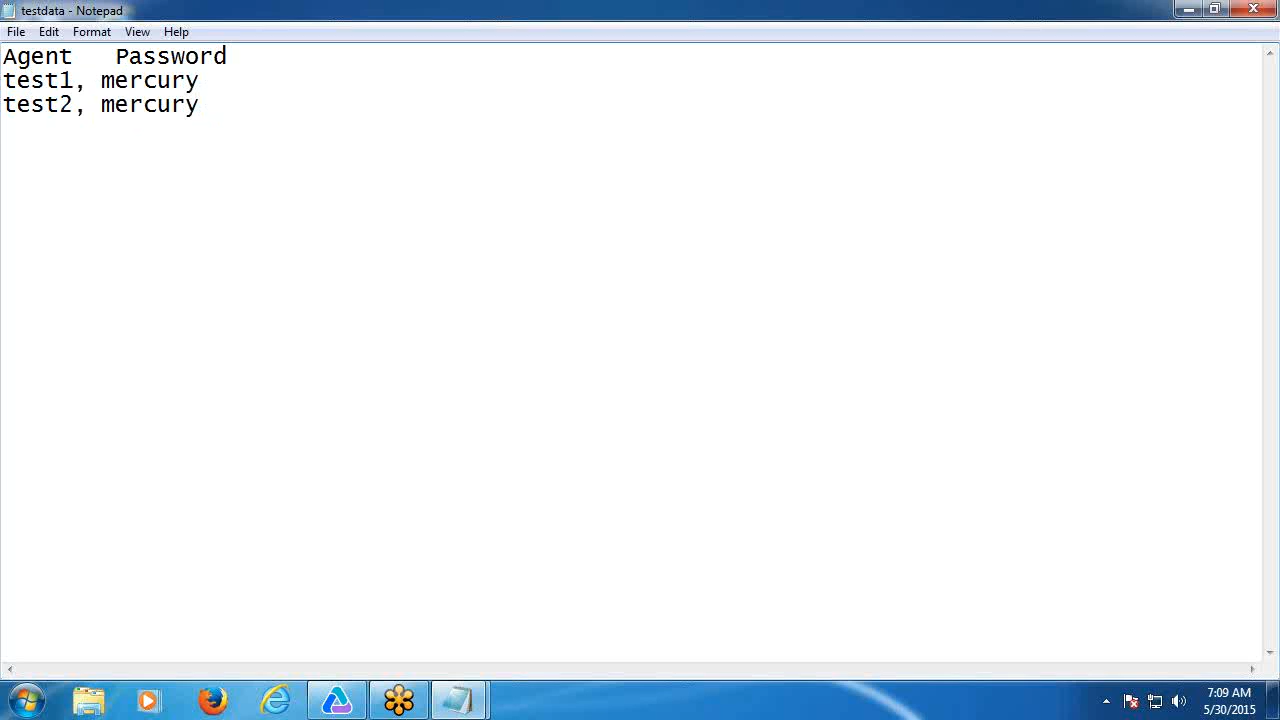 testdata - Notepad
File Edit Format View Help
Agent   Password
test1, mercury
test2, mercury
7:09 AM
5/30/2015